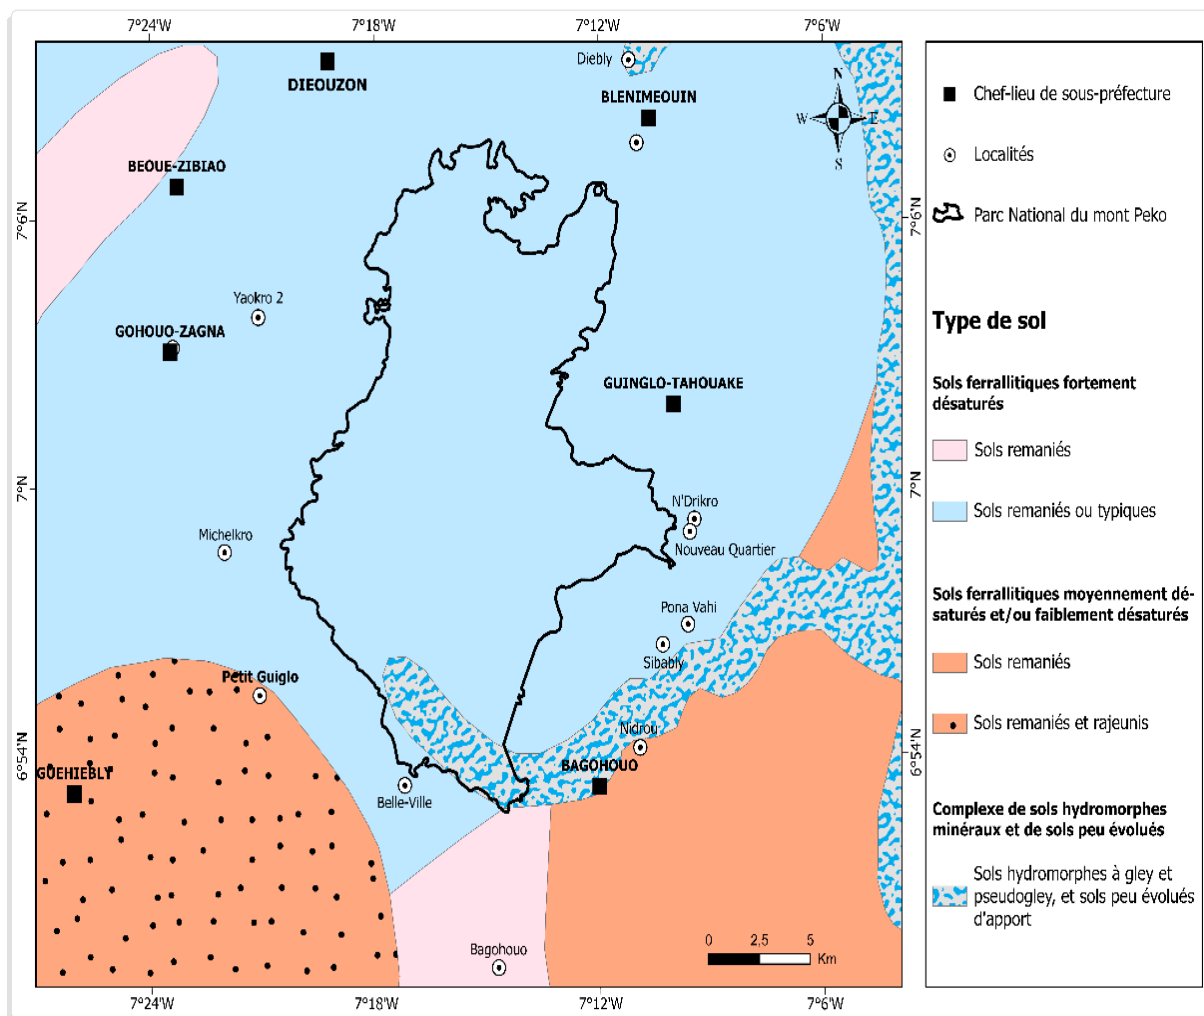 7°24'W 7°18'W 7°12'W 7°6'W
Diebly
DIEOUZON
BLENIMEOUIN
N
W E
S
BEOUE-ZIBIAO
7°6'N 7°6'N
Yaokro 2
GOHOUO-ZAGNA
GUINGLO-TAHOUAKE
7°N 7°N
N'Drikro
Nouveau Quartier
Michelkro
Pona Vahi
Sibably
Petit Guiglo
Nidrou
6°54'N 6°54'N
GUEHIEBLY
BAGOHOUO
Belle-Ville
Bagohouo
0 2,5 5
Km
7°24'W 7°18'W 7°12'W 7°6'W
Chef-lieu de sous-préfecture
Localités
Parc National du mont Peko
Type de sol
Sols ferrallitiques fortement
désaturés
Sols remaniés
Sols remaniés ou typiques
Sols ferrallitiques moyennement dé-
saturés et/ou faiblement désaturés
Sols remaniés
Sols remaniés et rajeunis
Complexe de sols hydromorphes
minéraux et de sols peu évolués
Sols hydromorphes à gley et
pseudogley, et sols peu évolués
d'apport